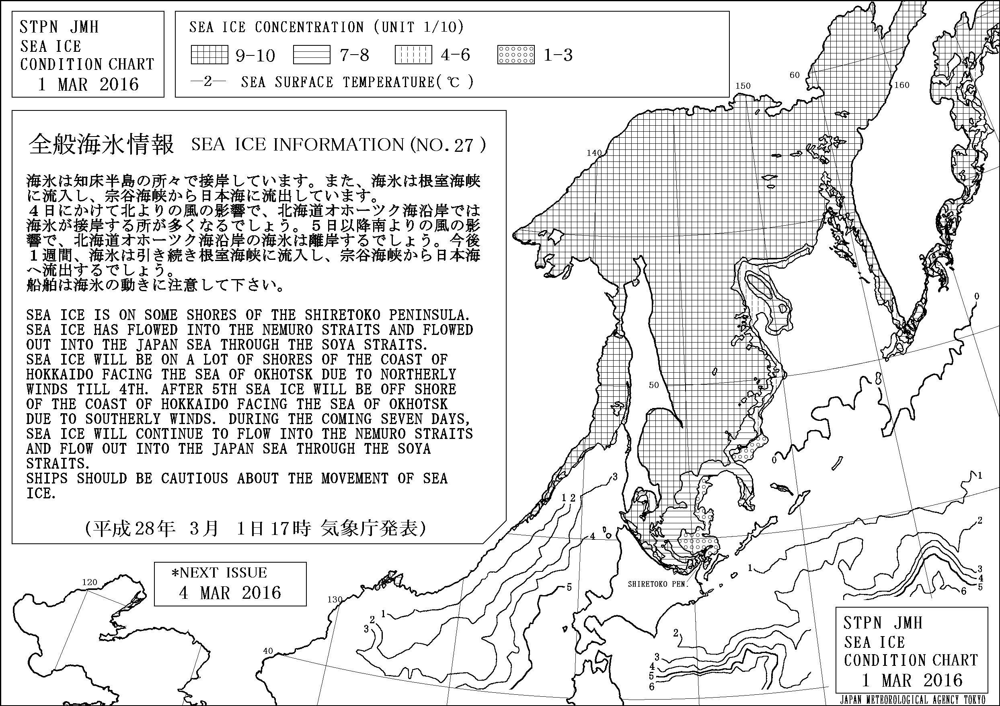 STPN JMH
SEA ICE
CONDITION CHART
1 MAR 2016
SEA ICE CONCENTRATION (UNIT 1/10)
9-10 7-8 4-6 1-3
—2— SEA SURFACE TEMPERATURE(℃)
全般海氷情報 SEA ICE INFORMATION (NO. 27 )
海氷は知床半島の所々で接岸しています。また、海氷は根室海峡
に流入し、宗谷海峡から日本海に流出しています。
4日にかけて北よりの風の影響で、北海道オホーツク海沿岸では
海氷が接岸する所が多くなるでしょう。5日以降南よりの風の影
響で、北海道オホーツク海沿岸の海氷は離岸するでしょう。今後
1週間、海氷は引き続き根室海峡に流入し、宗谷海峡から日本海
へ流出するでしょう。
船舶は海氷の動きに注意して下さい。
SEA ICE IS ON SOME SHORES OF THE SHIRETOKO PENINSULA.
SEA ICE HAS FLOWED INTO THE NEMURO STRAITS AND FLOWED
OUT INTO THE JAPAN SEA THROUGH THE SOYA STRAITS.
SEA ICE WILL BE ON A LOT OF SHORES OF THE COAST OF
HOKKAIDO FACING THE SEA OF OKHOTSK DUE TO NORTHERLY
WINDS TILL 4TH. AFTER 5TH SEA ICE WILL BE OFF SHORE
OF THE COAST OF HOKKAIDO FACING THE SEA OF OKHOTSK
DUE TO SOUTHERLY WINDS. DURING THE COMING SEVEN DAYS,
SEA ICE WILL CONTINUE TO FLOW INTO THE NEMURO STRAITS
AND FLOW OUT INTO THE JAPAN SEA THROUGH THE SOYA
STRAITS.
SHIPS SHOULD BE CAUTIOUS ABOUT THE MOVEMENT OF SEA
ICE.
(平成28年 3月 1日17時 気象庁発表)
*NEXT ISSUE
4 MAR 2016
60
150
160
140
50
0
0
3
1 2
4
5
1
2
3
1
1
2
3
4
5
6
2
3
4
5
6
120
130
40
SHIRETOKO PEN.
STPN JMH
SEA ICE
CONDITION CHART
1 MAR 2016
JAPAN METEOROLOGICAL AGENCY TOKYO